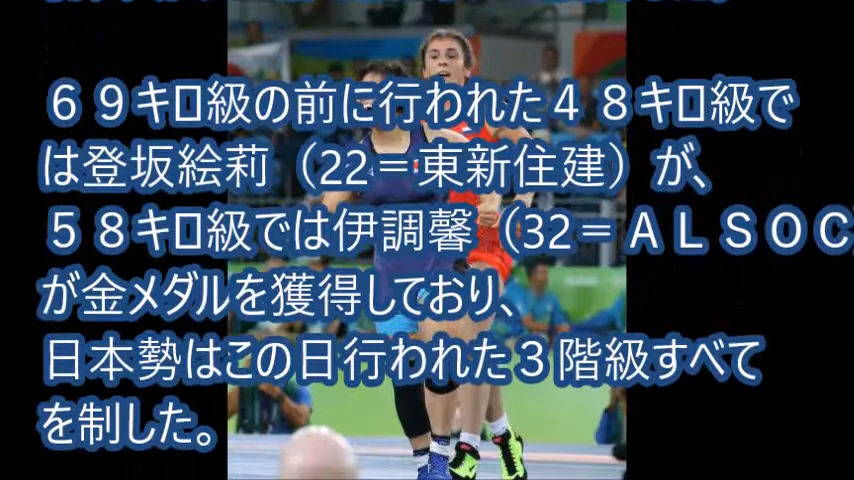 ６９キロ級の前に行われた４８キロ級で
は登坂絵莉（22＝東新住建）が、
５８キロ級では伊調馨（32＝ＡＬＳＯＣ
が金メダルを獲得しており、
日本勢はこの日行われた３階級すべて
を制した。